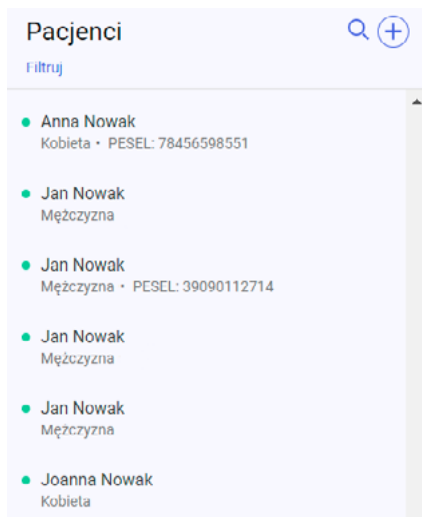 Pacjenci
Filtruj
Anna Nowak
Kobieta • PESEL: 78456598551
Jan Nowak
Mężczyzna
Jan Nowak
Mężczyzna • PESEL: 39090112714
Jan Nowak
Mężczyzna
Jan Nowak
Mężczyzna
Joanna Nowak
Kobieta